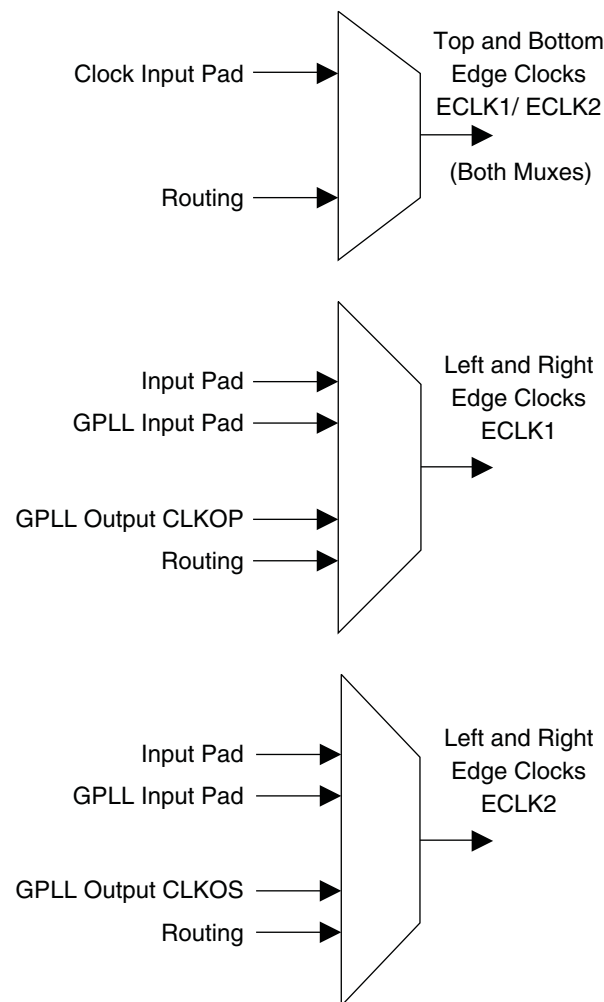 Clock Input Pad
Routing
Top and Bottom
Edge Clocks
ECLK1/ ECLK2
(Both Muxes)
Input Pad
GPLL Input Pad
GPLL Output CLKOP
Routing
Left and Right
Edge Clocks
ECLK1
Input Pad
GPLL Input Pad
GPLL Output CLKOS
Routing
Left and Right
Edge Clocks
ECLK2